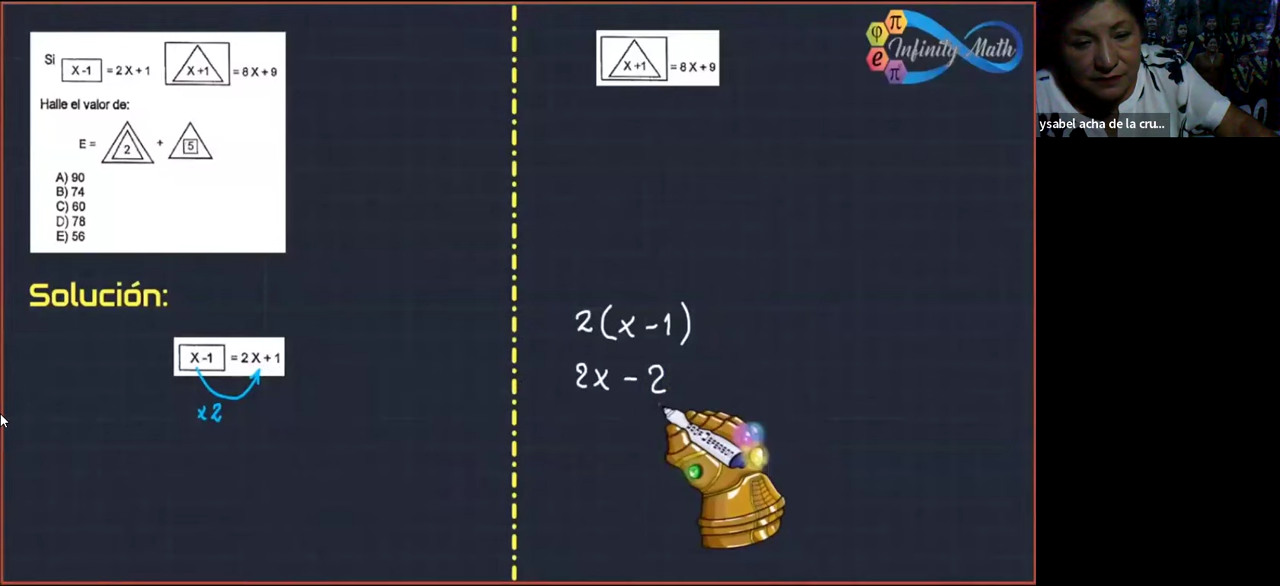 Si X-1 = 2X+1 X+1 = 8X+9
Halle el valor de:
E = 2 + 5
A) 90
B) 74
C) 60
D) 78
E) 56
Solución:
X-1 = 2X+1
x2
X+1 = 8X+9
2(x-1)
2x - 2
φ π e π Infinity Math
ysabel acha de la cru...